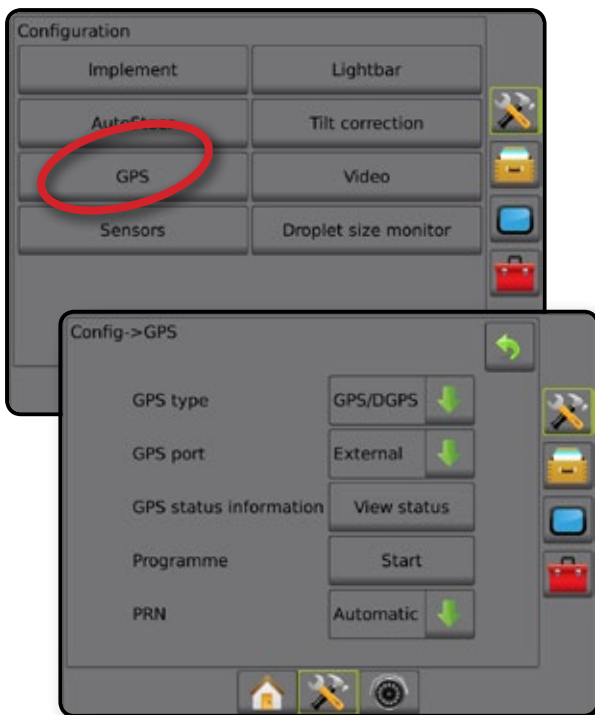 Configuration
Implement Lightbar
AutoSteer Tilt correction
GPS Video
Sensors Droplet size monitor
Config->GPS
GPS type GPS/DGPS
GPS port External
GPS status information View status
Programme Start
PRN Automatic